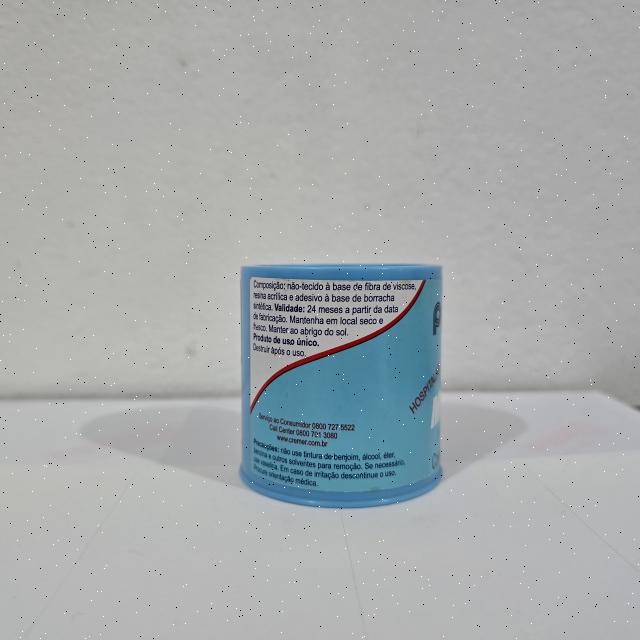 Composição: não-tecido à base de fibra de viscose,
resina acrílica e adesivo à base de borracha
sintética. Validade: 24 meses a partir da data
de fabricação. Mantenha em local seco e
fresco. Manter ao abrigo do sol.
Produto de uso único.
Destruir após o uso.
HOSPITAL
Serviço ao Consumidor 0800 727 5522
Call Center 0800 701 3080
www.cremer.com.br
Precauções: não use tintura de benjoim, álcool, éter,
benzina e outros solventes para remoção. Se necessário,
use vaselina. Em caso de irritação descontinue o uso.
Procure orientação médica.